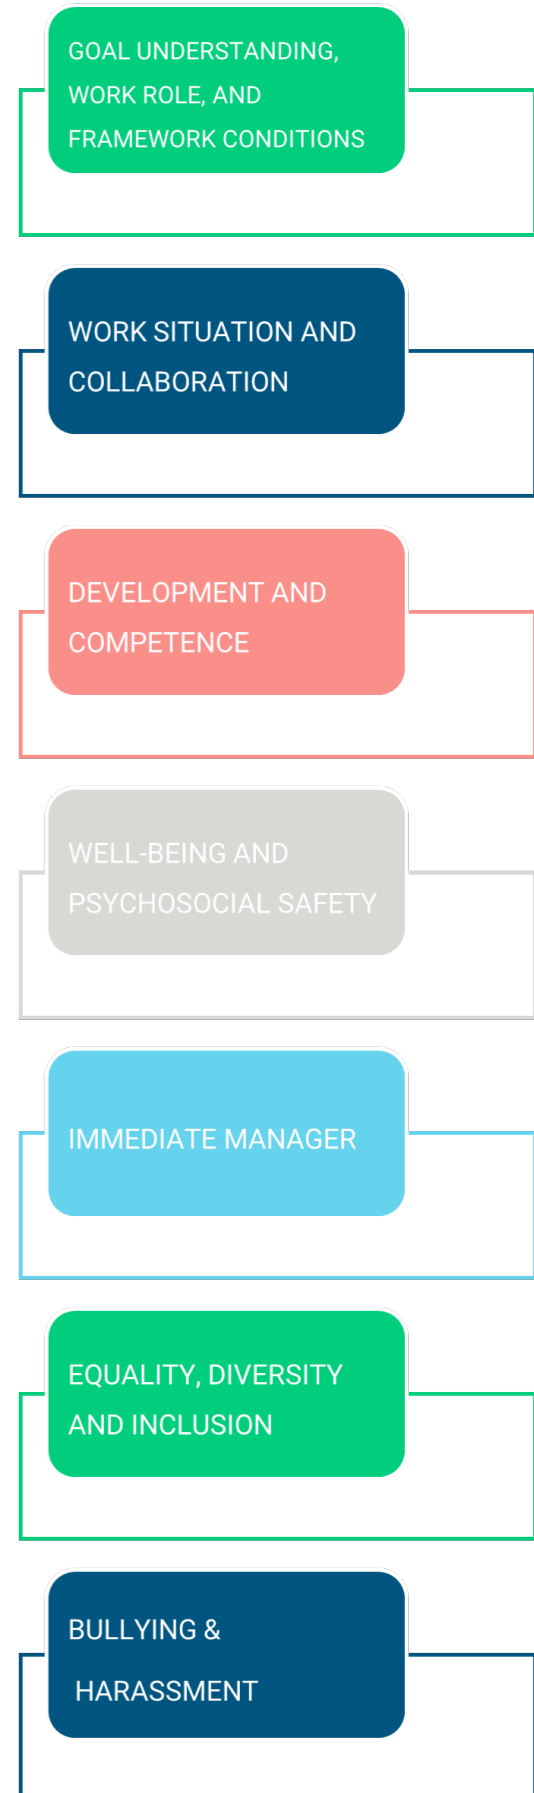 GOAL UNDERSTANDING,
WORK ROLE, AND
FRAMEWORK CONDITIONS
WORK SITUATION AND
COLLABORATION
DEVELOPMENT AND
COMPETENCE
WELL-BEING AND
PSYCHOSOCIAL SAFETY
IMMEDIATE MANAGER
EQUALITY, DIVERSITY
AND INCLUSION
BULLYING &
HARASSMENT